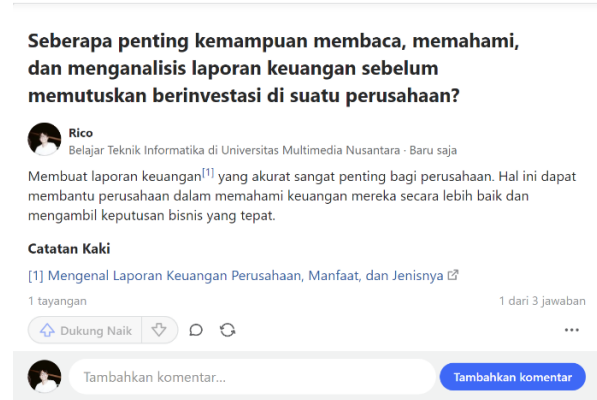 Seberapa penting kemampuan membaca, memahami,
dan menganalisis laporan keuangan sebelum
memutuskan berinvestasi di suatu perusahaan?
Rico
Belajar Teknik Informatika di Universitas Multimedia Nusantara · Baru saja
Membuat laporan keuangan[1] yang akurat sangat penting bagi perusahaan. Hal ini dapat
membantu perusahaan dalam memahami keuangan mereka secara lebih baik dan
mengambil keputusan bisnis yang tepat.
Catatan Kaki
[1] Mengenal Laporan Keuangan Perusahaan, Manfaat, dan Jenisnya
1 tayangan 1 dari 3 jawaban
Dukung Naik
Tambahkan komentar... Tambahkan komentar